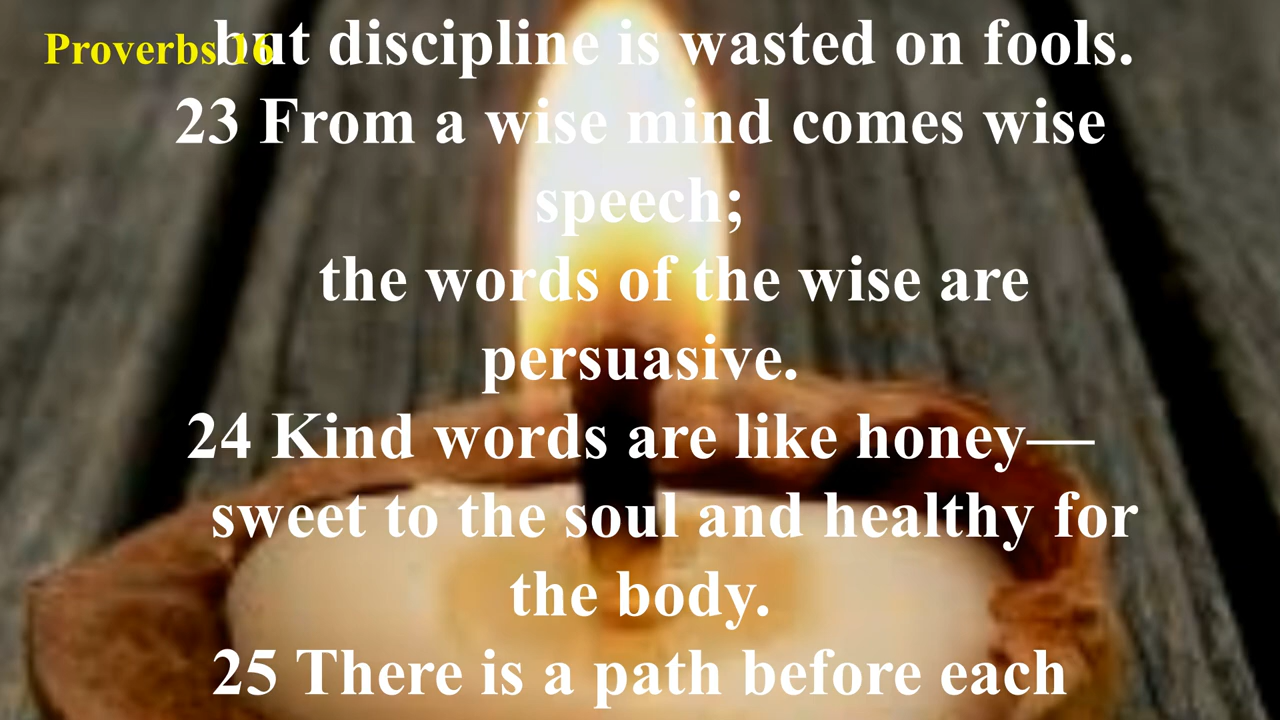 Proverbs 16
but discipline is wasted on fools.
23 From a wise mind comes wise
speech;
the words of the wise are
persuasive.
24 Kind words are like honey—
sweet to the soul and healthy for
the body.
25 There is a path before each